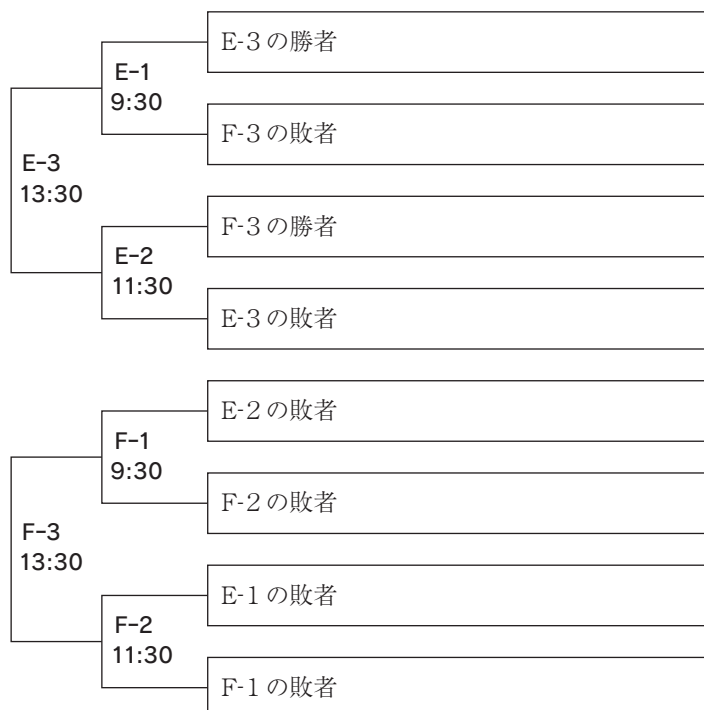 E-３の勝者
E-1
9:30
F-３の敗者
E-3
13:30
F-３の勝者
E-2
11:30
E-３の敗者
E-２の敗者
F-1
9:30
F-２の敗者
F-3
13:30
E-１の敗者
F-2
11:30
F-１の敗者